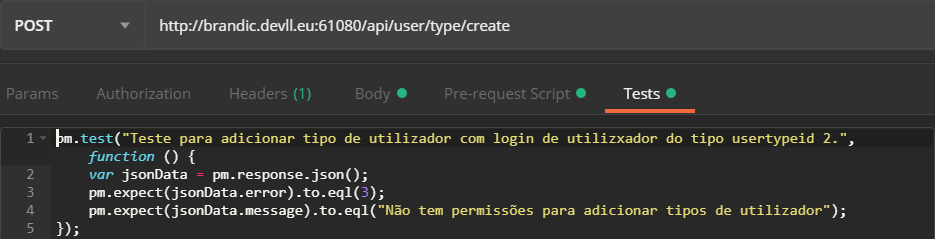 POST http://brandic.devll.eu:61080/api/user/type/create
Params Authorization Headers (1) Body Pre-request Script Tests
1 pm.test("Teste para adicionar tipo de utilizador com login de utilizxador do tipo usertypeid 2.",
function () {
2 var jsonData = pm.response.json();
3 pm.expect(jsonData.error).to.eql(3);
4 pm.expect(jsonData.message).to.eql("Não tem permissões para adicionar tipos de utilizador");
5 });